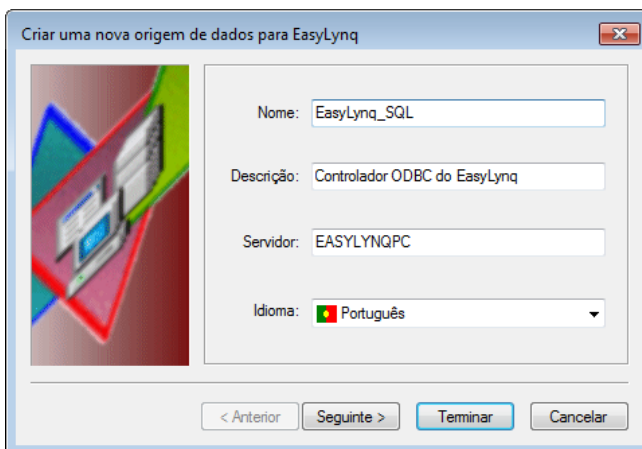 Criar uma nova origem de dados para EasyLynq
Nome: EasyLynq_SQL
Descrição: Controlador ODBC do EasyLynq
Servidor: EASYLYNQPC
Idioma: Português
< Anterior Seguinte > Terminar Cancelar